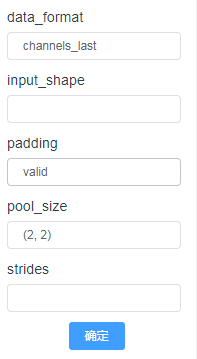 data_format
channels_last
input_shape
padding
valid
pool_size
(2, 2)
strides
确定